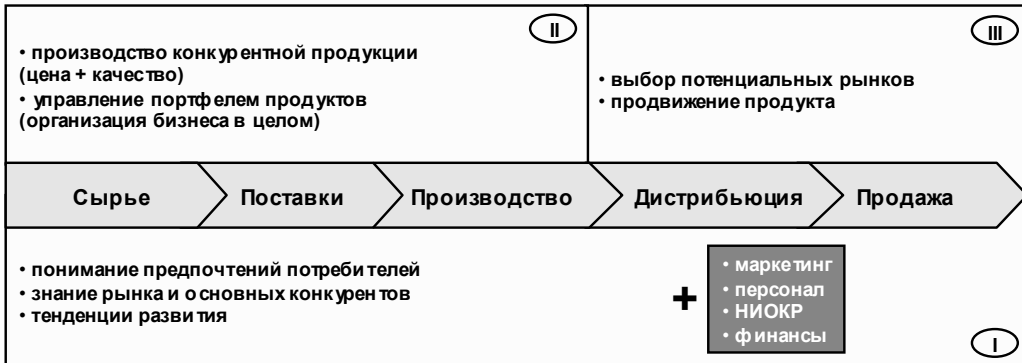 II
• производство конкурентной продукции
(цена + качество)
• управление портфелем продуктов
(организация бизнеса в целом)
III
• выбор потенциальных рынков
• продвижение продукта
Сырье Поставки Производство Дистрибьюция Продажа
• понимание предпочтений потребителей
• знание рынка и основных конкурентов
• тенденции развития
+
• маркетинг
• персонал
• НИОКР
• финансы
I